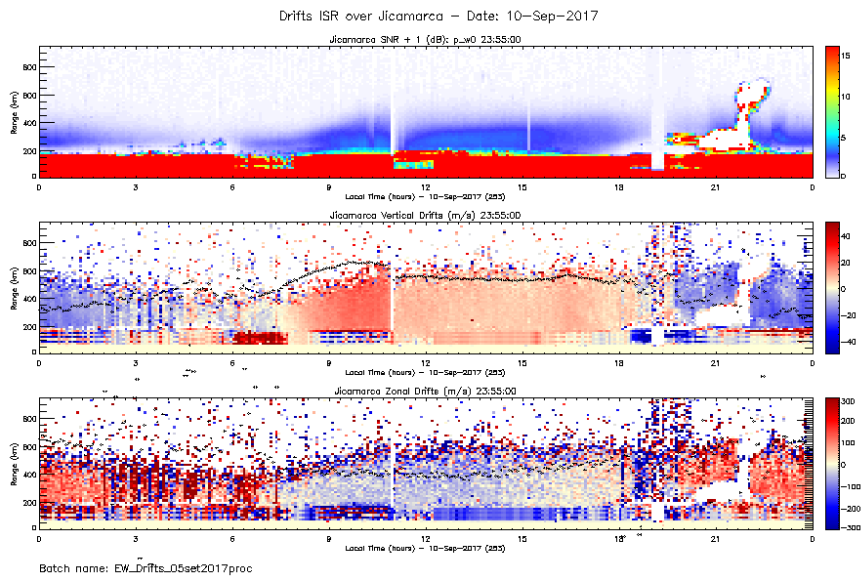 Drifts ISR over Jicamarca - Date: 10-Sep-2017
Jicamarca SNR + 1 (dB): p_w0 23:55:00
Range (km)
800
600
400
200
0
15
10
5
0
0 3 6 9 12 15 18 21 0
Local Time (hours) - 10-Sep-2017 (253)
Jicamarca Vertical Drifts (m/s) 23:55:00
Range (km)
800
600
400
200
0
40
20
0
-20
-40
0 3 6 9 12 15 18 21 0
Local Time (hours) - 10-Sep-2017 (253)
Jicamarca Zonal Drifts (m/s) 23:55:00
Range (km)
800
600
400
200
0
300
200
100
0
-100
-200
-300
0 3 6 9 12 15 18 21 0
Local Time (hours) - 10-Sep-2017 (253)
Batch name: EW_Drifts_05set2017proc